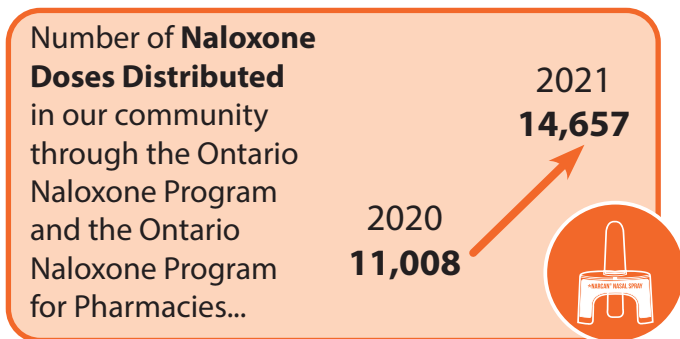 Number of Naloxone
Doses Distributed
in our community
through the Ontario
Naloxone Program
and the Ontario
Naloxone Program
for Pharmacies...
2020
11,008
2021
14,657
NARCAN® NASAL SPRAY